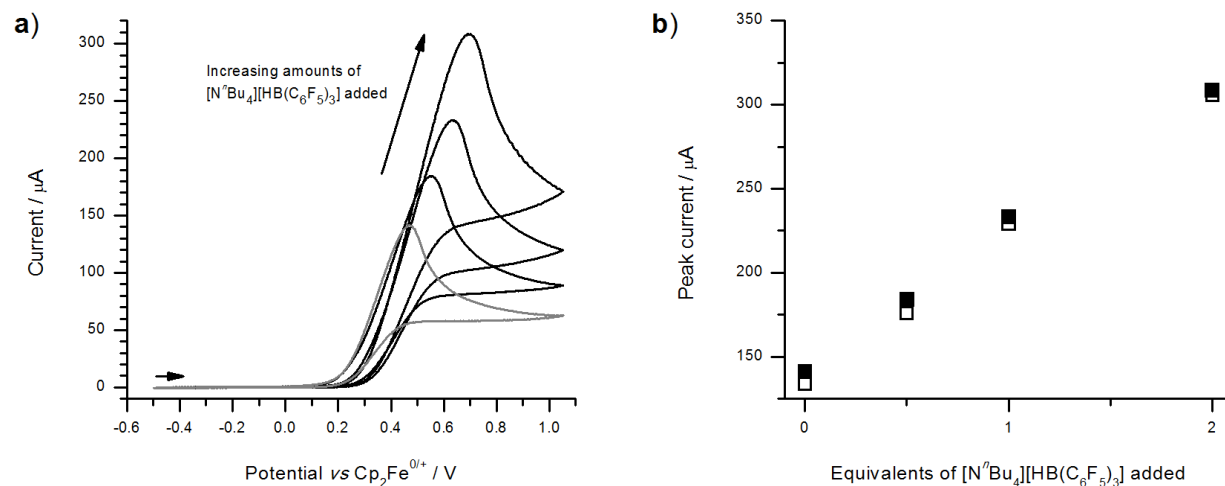 a)
300
250
200
150
100
50
0
-0.6 -0.4 -0.2 0.0 0.2 0.4 0.6 0.8 1.0
Current / μA
Potential vs Cp₂Fe⁰/⁺ / V
Increasing amounts of
[NⁿBu₄][HB(C₆F₅)₃] added
b)
350
300
250
200
150
0 1 2
Peak current / μA
Equivalents of [NⁿBu₄][HB(C₆F₅)₃] added